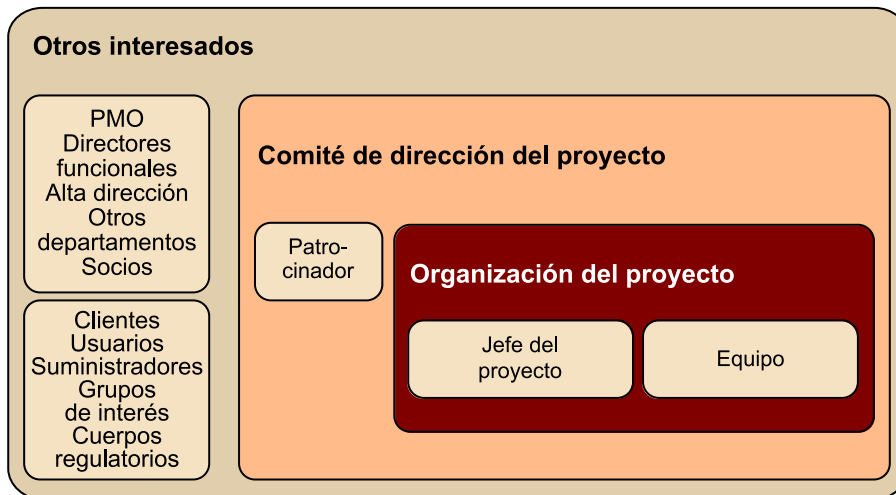 Otros interesados
PMO
Directores
funcionales
Alta dirección
Otros
departamentos
Socios
Clientes
Usuarios
Suministradores
Grupos
de interés
Cuerpos
regulatorios
Comité de dirección del proyecto
Patro-
cinador
Organización del proyecto
Jefe del
proyecto
Equipo